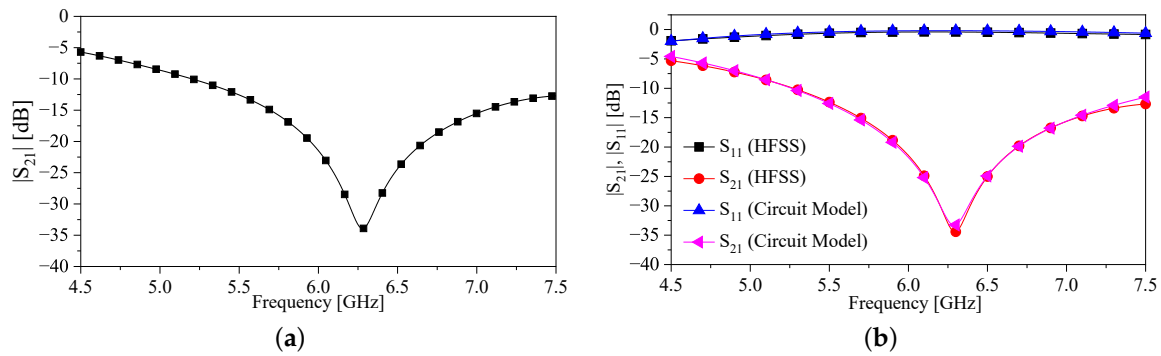 0
−5
−10
−15
−20
−25
−30
−35
−40
|S21| [dB]
4.5 5.0 5.5 6.0 6.5 7.0 7.5
Frequency [GHz]
(a)
0
−5
−10
−15
−20
−25
−30
−35
−40
|S21|, |S11| [dB]
S11 (HFSS)
S21 (HFSS)
S11 (Circuit Model)
S21 (Circuit Model)
4.5 5.0 5.5 6.0 6.5 7.0 7.5
Frequency [GHz]
(b)